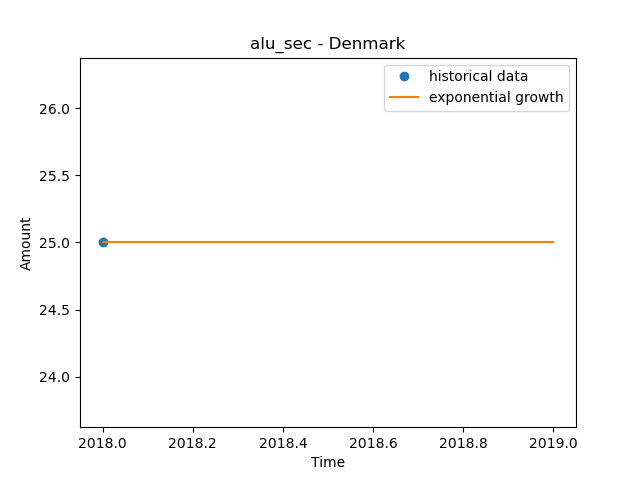 alu_sec - Denmark
historical data
exponential growth
Amount
26.0
25.5
25.0
24.5
24.0
2018.0 2018.2 2018.4 2018.6 2018.8 2019.0
Time